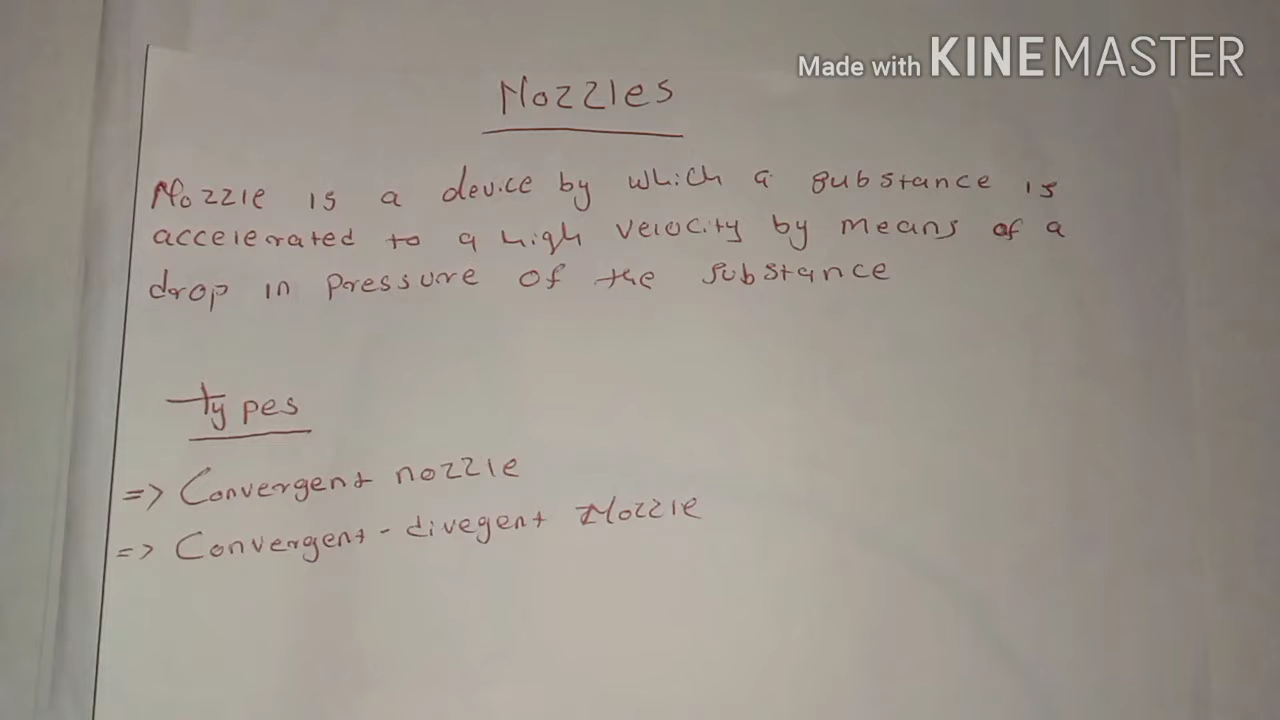 Made with KINEMASTER
Nozzles
Nozzle is a device by which a substance is
accelerated to a high velocity by means of a
drop in pressure of the substance
Types
=> Convergent nozzle
=> Convergent - divegent Nozzle